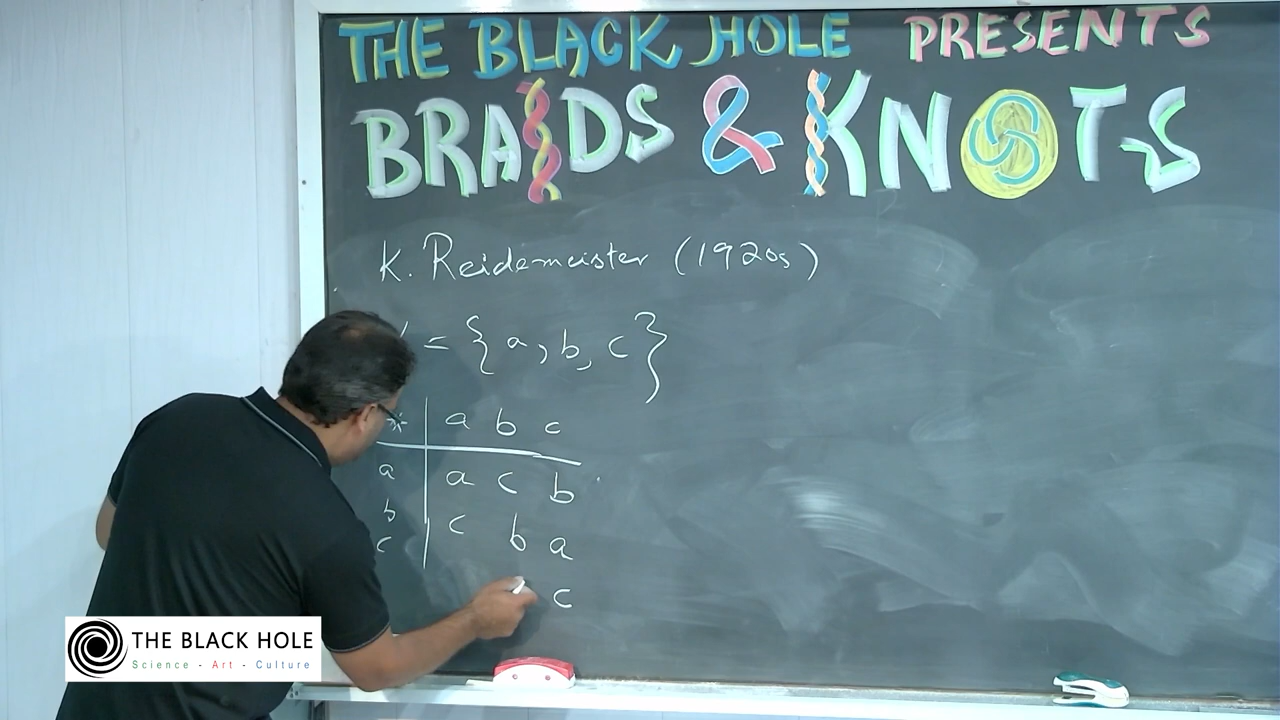 THE BLACK HOLE PRESENTS
BRAIDS & KNOTS
K. Reidemeister (1920s)
= {a, b, c}
* a b c
a a c b
b c b a
c c
THE BLACK HOLE
Science - Art - Culture